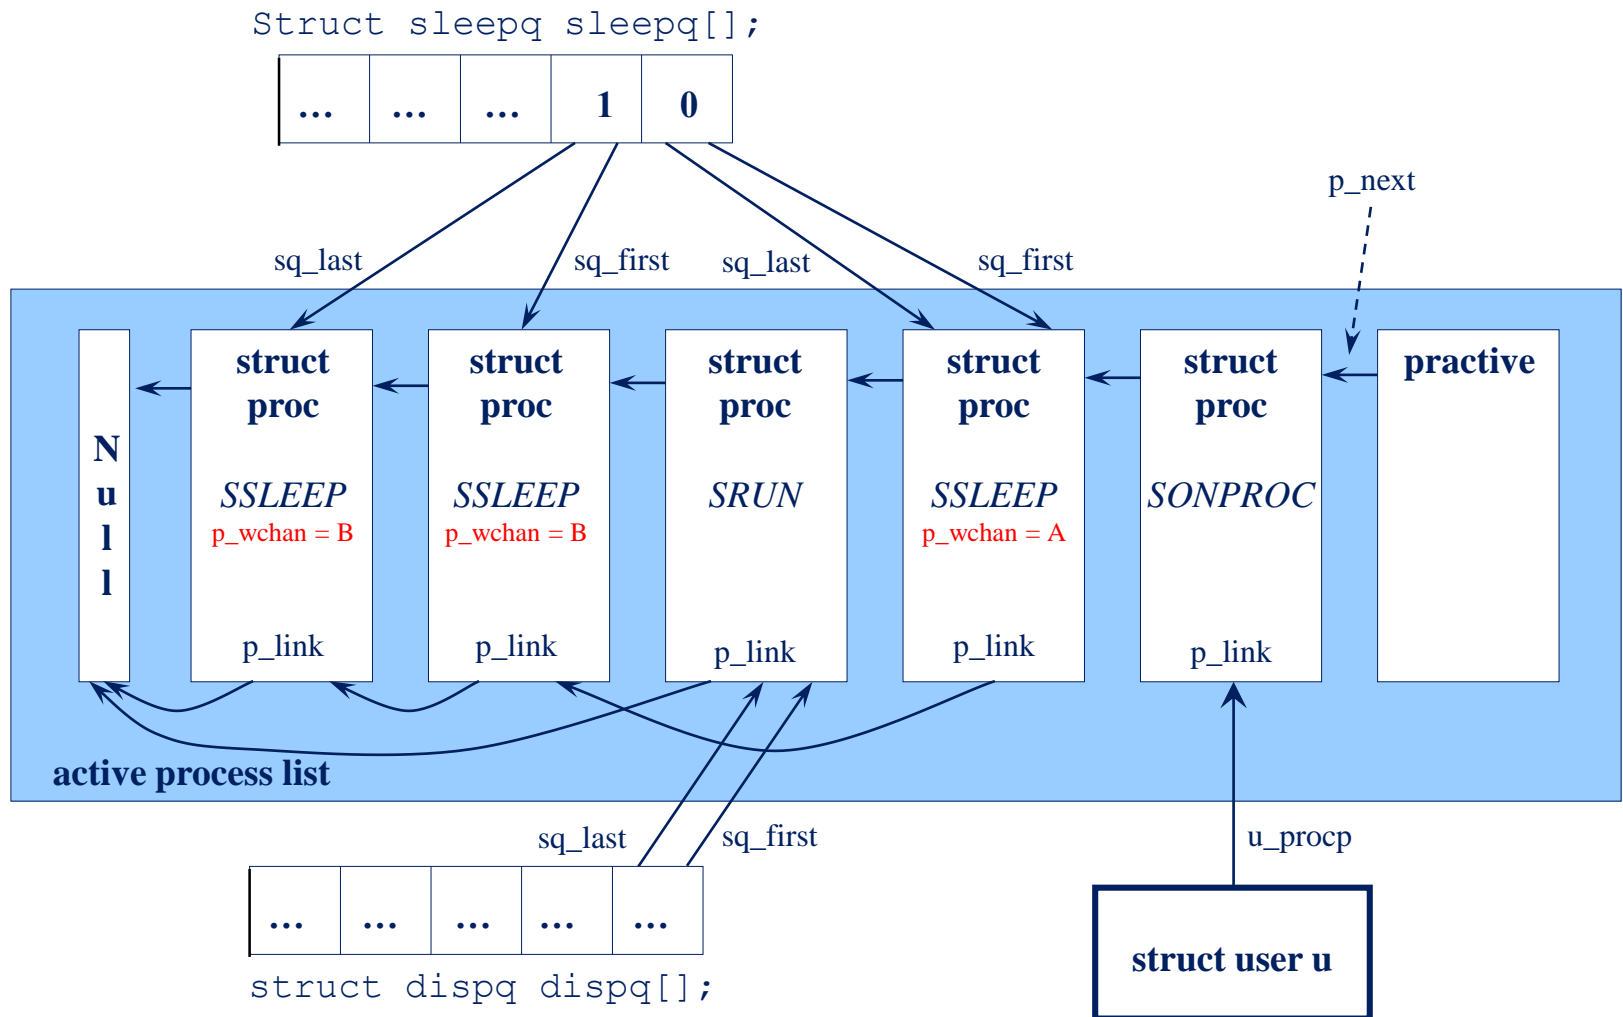 Struct sleepq sleepq[];
... ... ... 1 0
p_next
sq_last sq_first sq_last sq_first
struct struct struct struct struct practive
proc proc proc proc proc
N
u
l
l
SSLEEP SSLEEP SRUN SSLEEP SONPROC
p_wchan = B p_wchan = B p_wchan = A
p_link p_link p_link p_link p_link
active process list
sq_last sq_first u_procp
... ... ... ... ...
struct user u
struct dispq dispq[];